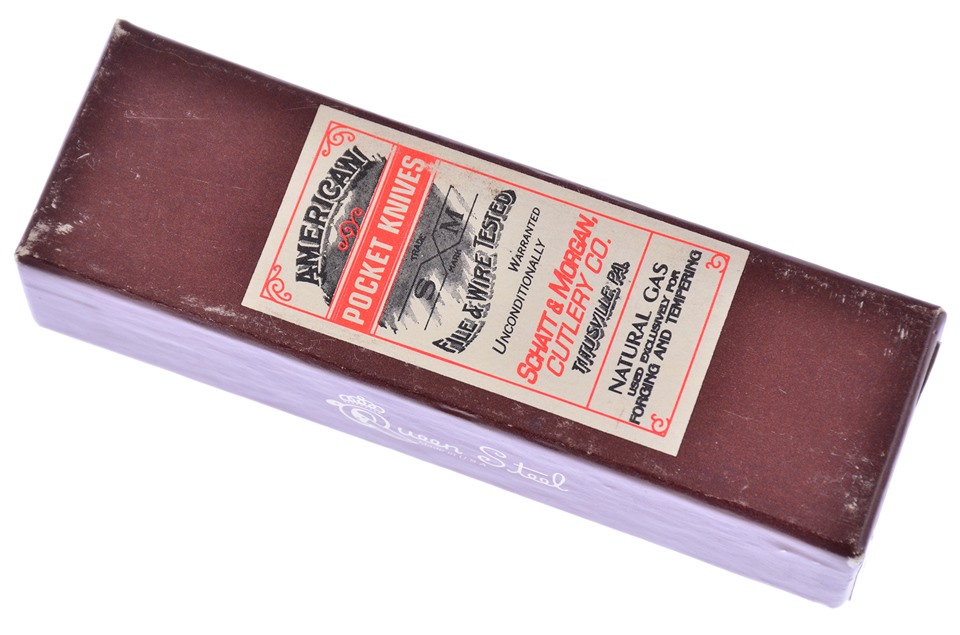 AMERICAN
POCKET KNIVES
TRADE
S M
MARK
FILE & WIRE TESTED
WARRANTED
UNCONDITIONALLY
SCHATT & MORGAN,
CUTLERY CO.
TITUSVILLE, PA.
NATURAL GAS
USED EXCLUSIVELY FOR
FORGING AND TEMPERING
Queen Steel